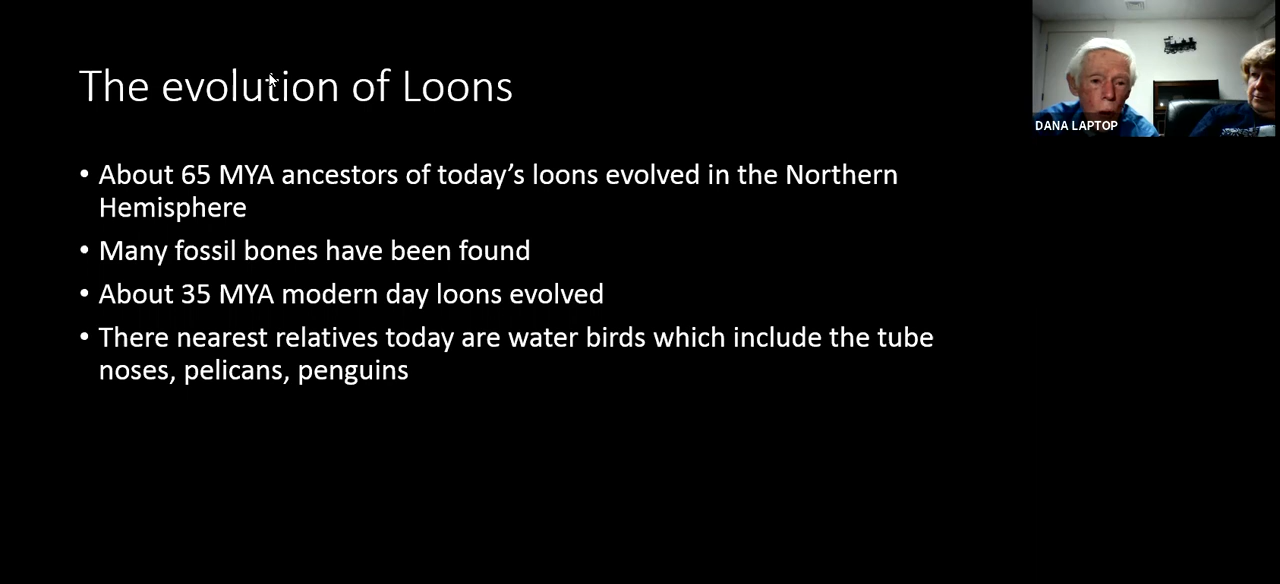 The evolution of Loons
DANA LAPTOP
• About 65 MYA ancestors of today’s loons evolved in the Northern
Hemisphere
• Many fossil bones have been found
• About 35 MYA modern day loons evolved
• There nearest relatives today are water birds which include the tube
noses, pelicans, penguins